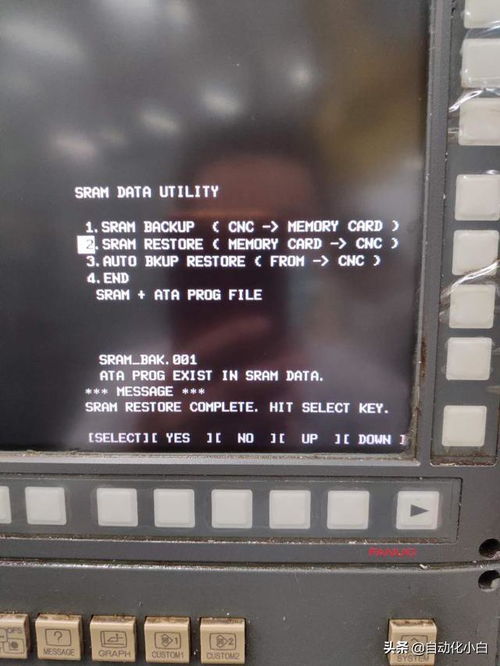 SRAM DATA UTILITY
1.SRAM BACKUP ( CNC -> MEMORY CARD )
2.SRAM RESTORE ( MEMORY CARD -> CNC )
3.AUTO BKUP RESTORE ( FROM -> CNC )
4.END
SRAM + ATA PROG FILE
SRAM_BAK.001
ATA PROG EXIST IN SRAM DATA.
*** MESSAGE ***
SRAM RESTORE COMPLETE. HIT SELECT KEY.
[SELECT][ YES ][ NO ][ UP ][ DOWN ]
FANUC
?
MESSAGE
GRAPH
CUSTOM1
CUSTOM2
SYSTEM
头条 @自动化小白